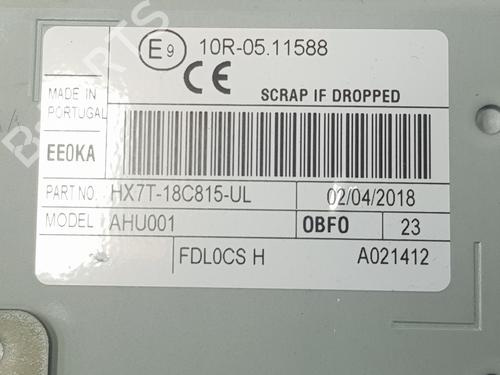 E9 10R-05.11588
CE
SCRAP IF DROPPED
MADE IN
PORTUGAL
EE0KA
PART NO. HX7T-18C815-UL 02/04/2018
MODEL AHU001 OBFO 23
FDL0CS H A021412